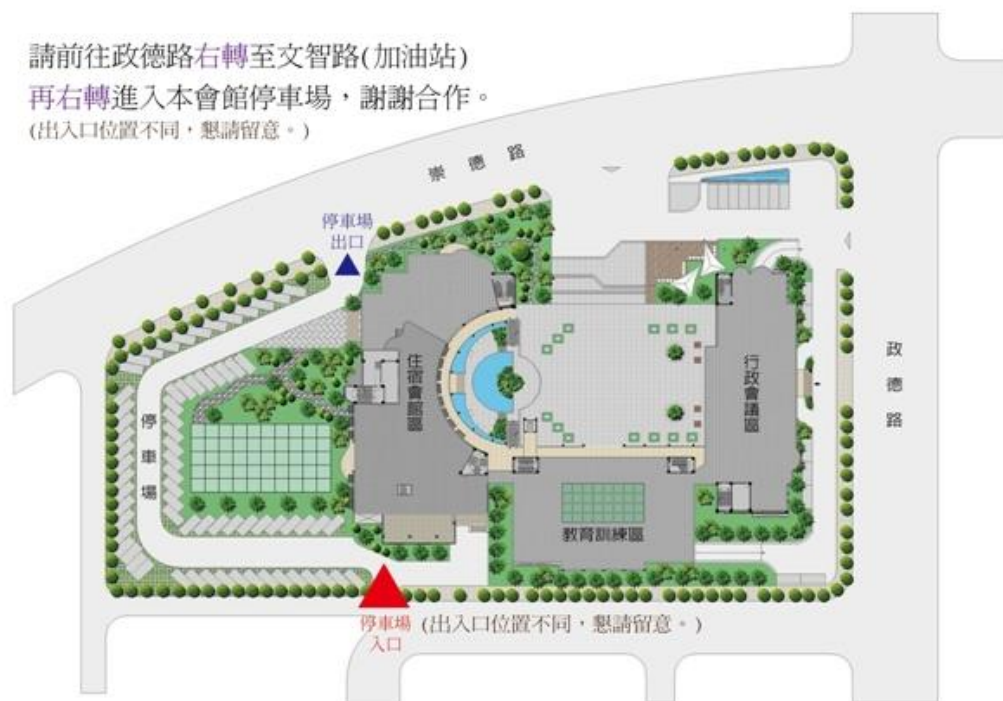 請前往政德路右轉至文智路(加油站)
再右轉進入本會館停車場，謝謝合作。
(出入口位置不同，懇請留意。)
崇德路
停車場
出口
住宿會館區
行政會議區
政德路
停車場
教育訓練區
停車場
入口
(出入口位置不同，懇請留意。)